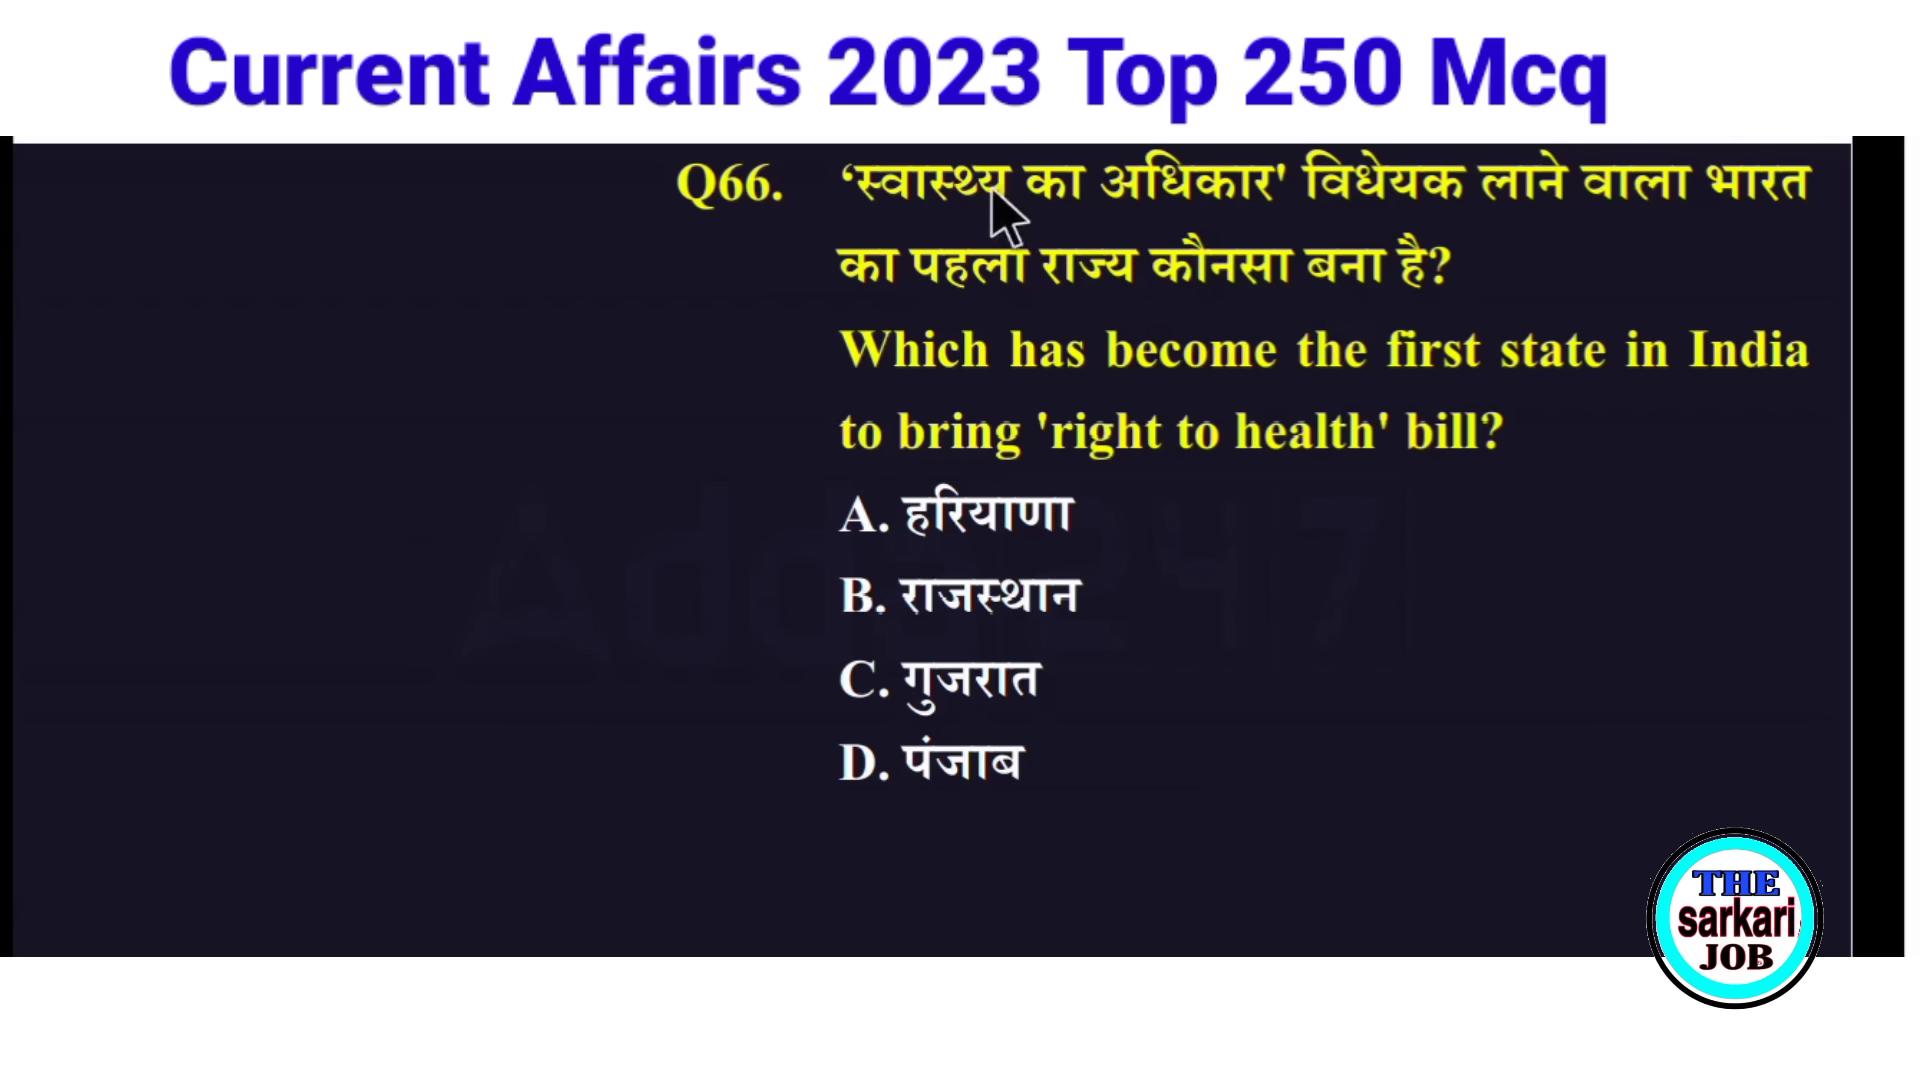 Current Affairs 2023 Top 250 Mcq
Q66. ‘स्वास्थ्य का अधिकार' विधेयक लाने वाला भारत
का पहला राज्य कौनसा बना है?
Which has become the first state in India
to bring 'right to health' bill?
A. हरियाणा
B. राजस्थान
C. गुजरात
D. पंजाब
Adda247
THE
sarkari
JOB